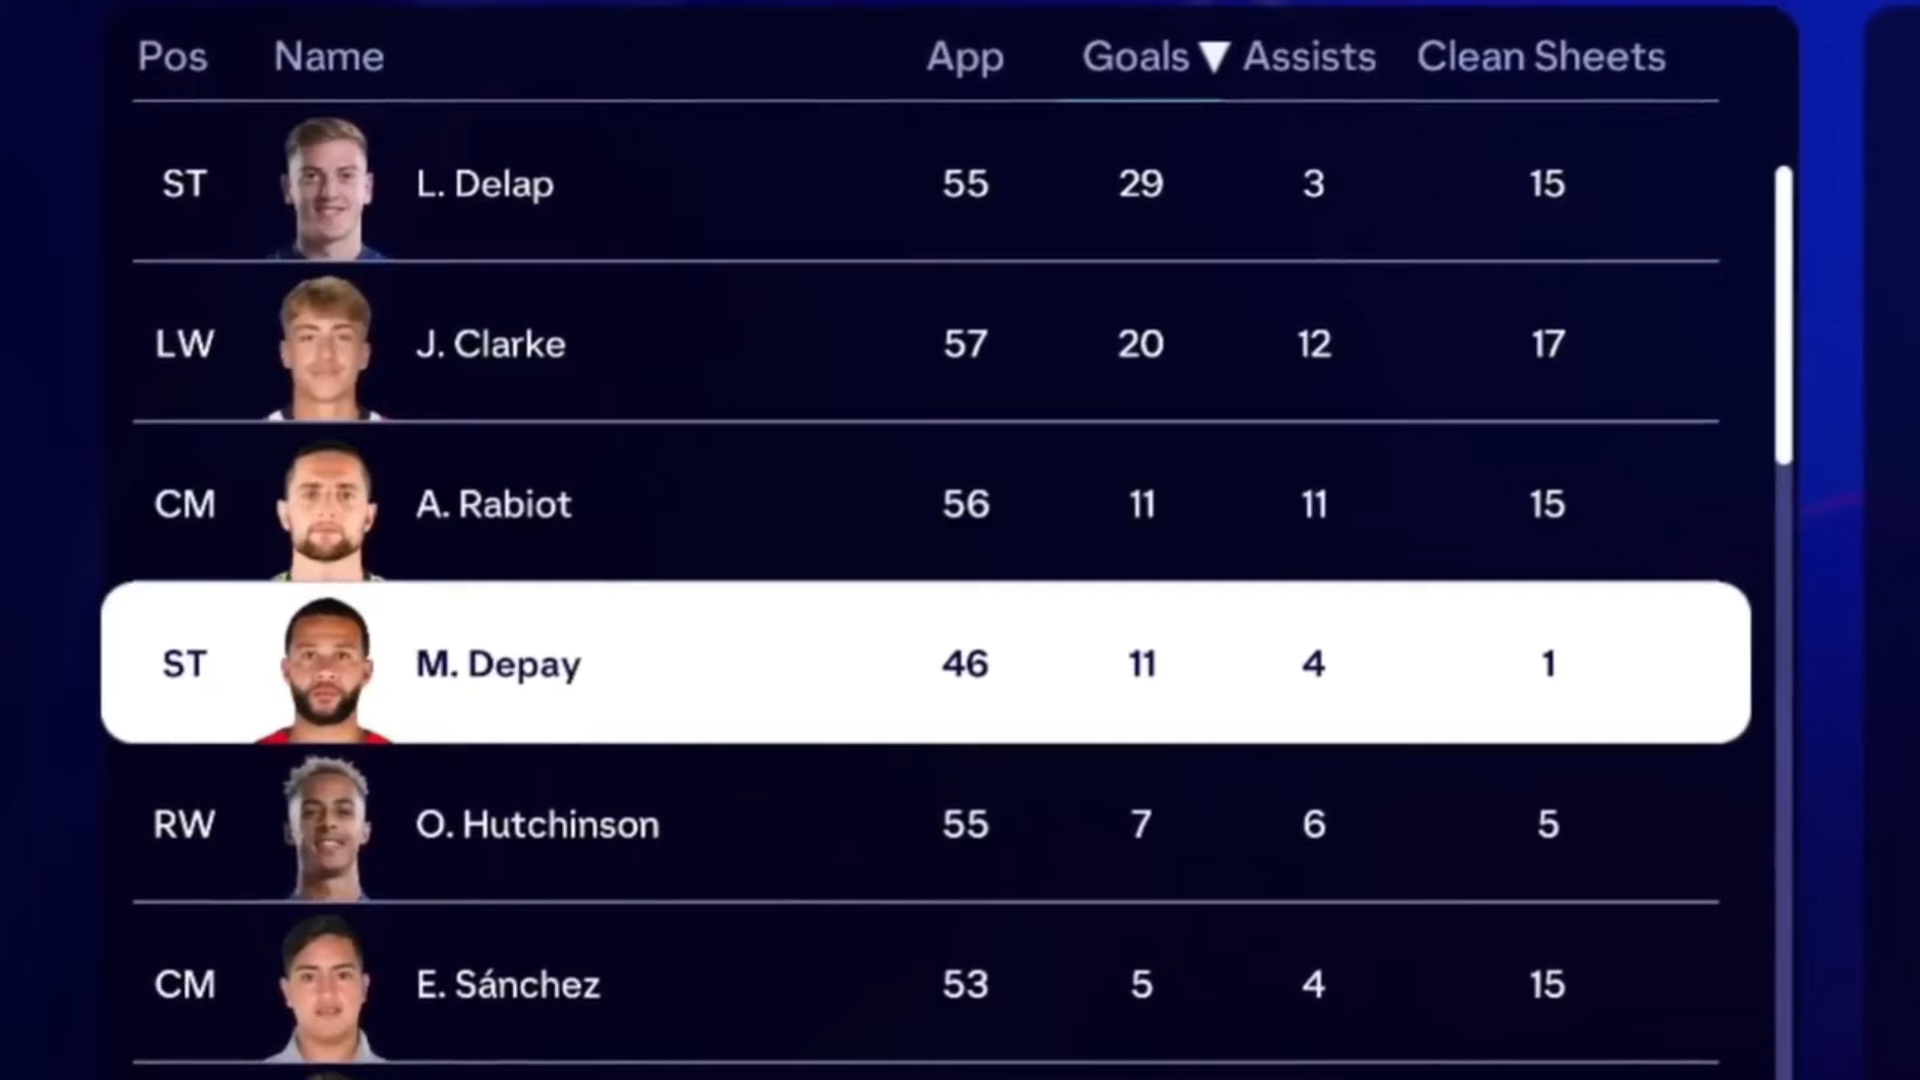 Pos Name App Goals ▼ Assists Clean Sheets
ST L. Delap 55 29 3 15
LW J. Clarke 57 20 12 17
CM A. Rabiot 56 11 11 15
ST M. Depay 46 11 4 1
RW O. Hutchinson 55 7 6 5
CM E. Sánchez 53 5 4 15